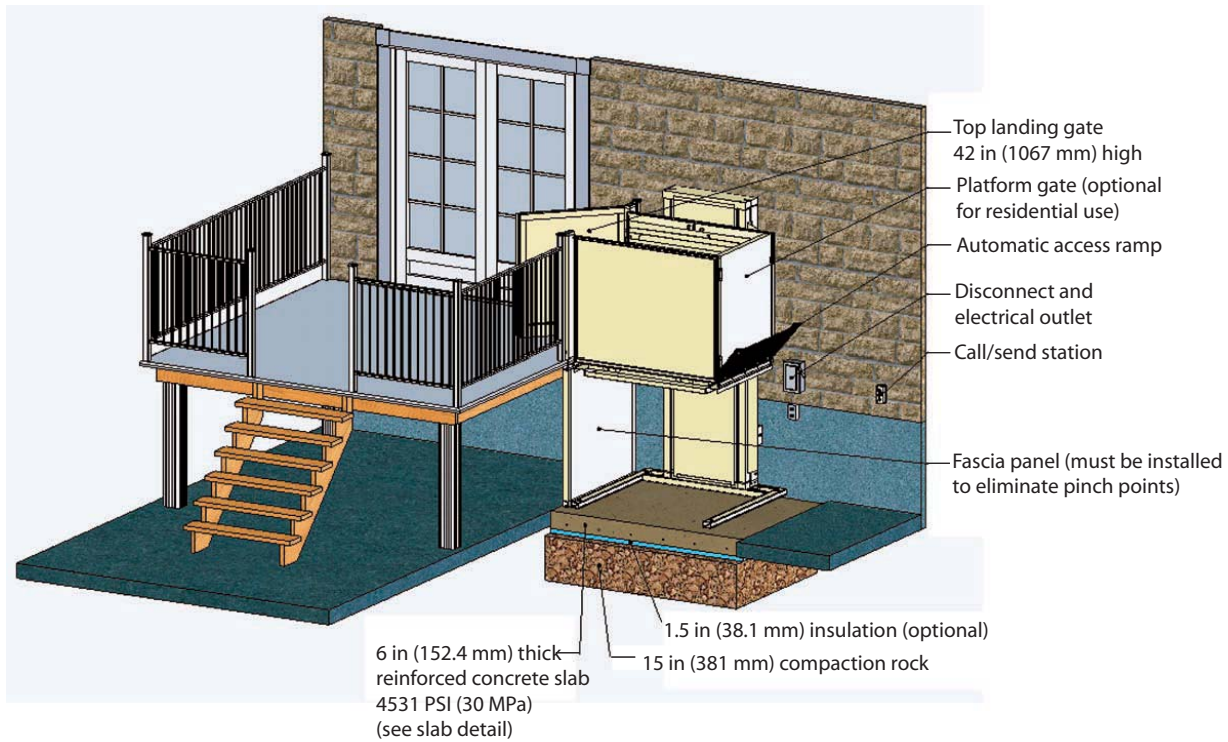 Top landing gate
42 in (1067 mm) high
Platform gate (optional
for residential use)
Automatic access ramp
Disconnect and
electrical outlet
Call/send station
Fascia panel (must be installed
to eliminate pinch points)
1.5 in (38.1 mm) insulation (optional)
15 in (381 mm) compaction rock
6 in (152.4 mm) thick
reinforced concrete slab
4531 PSI (30 MPa)
(see slab detail)